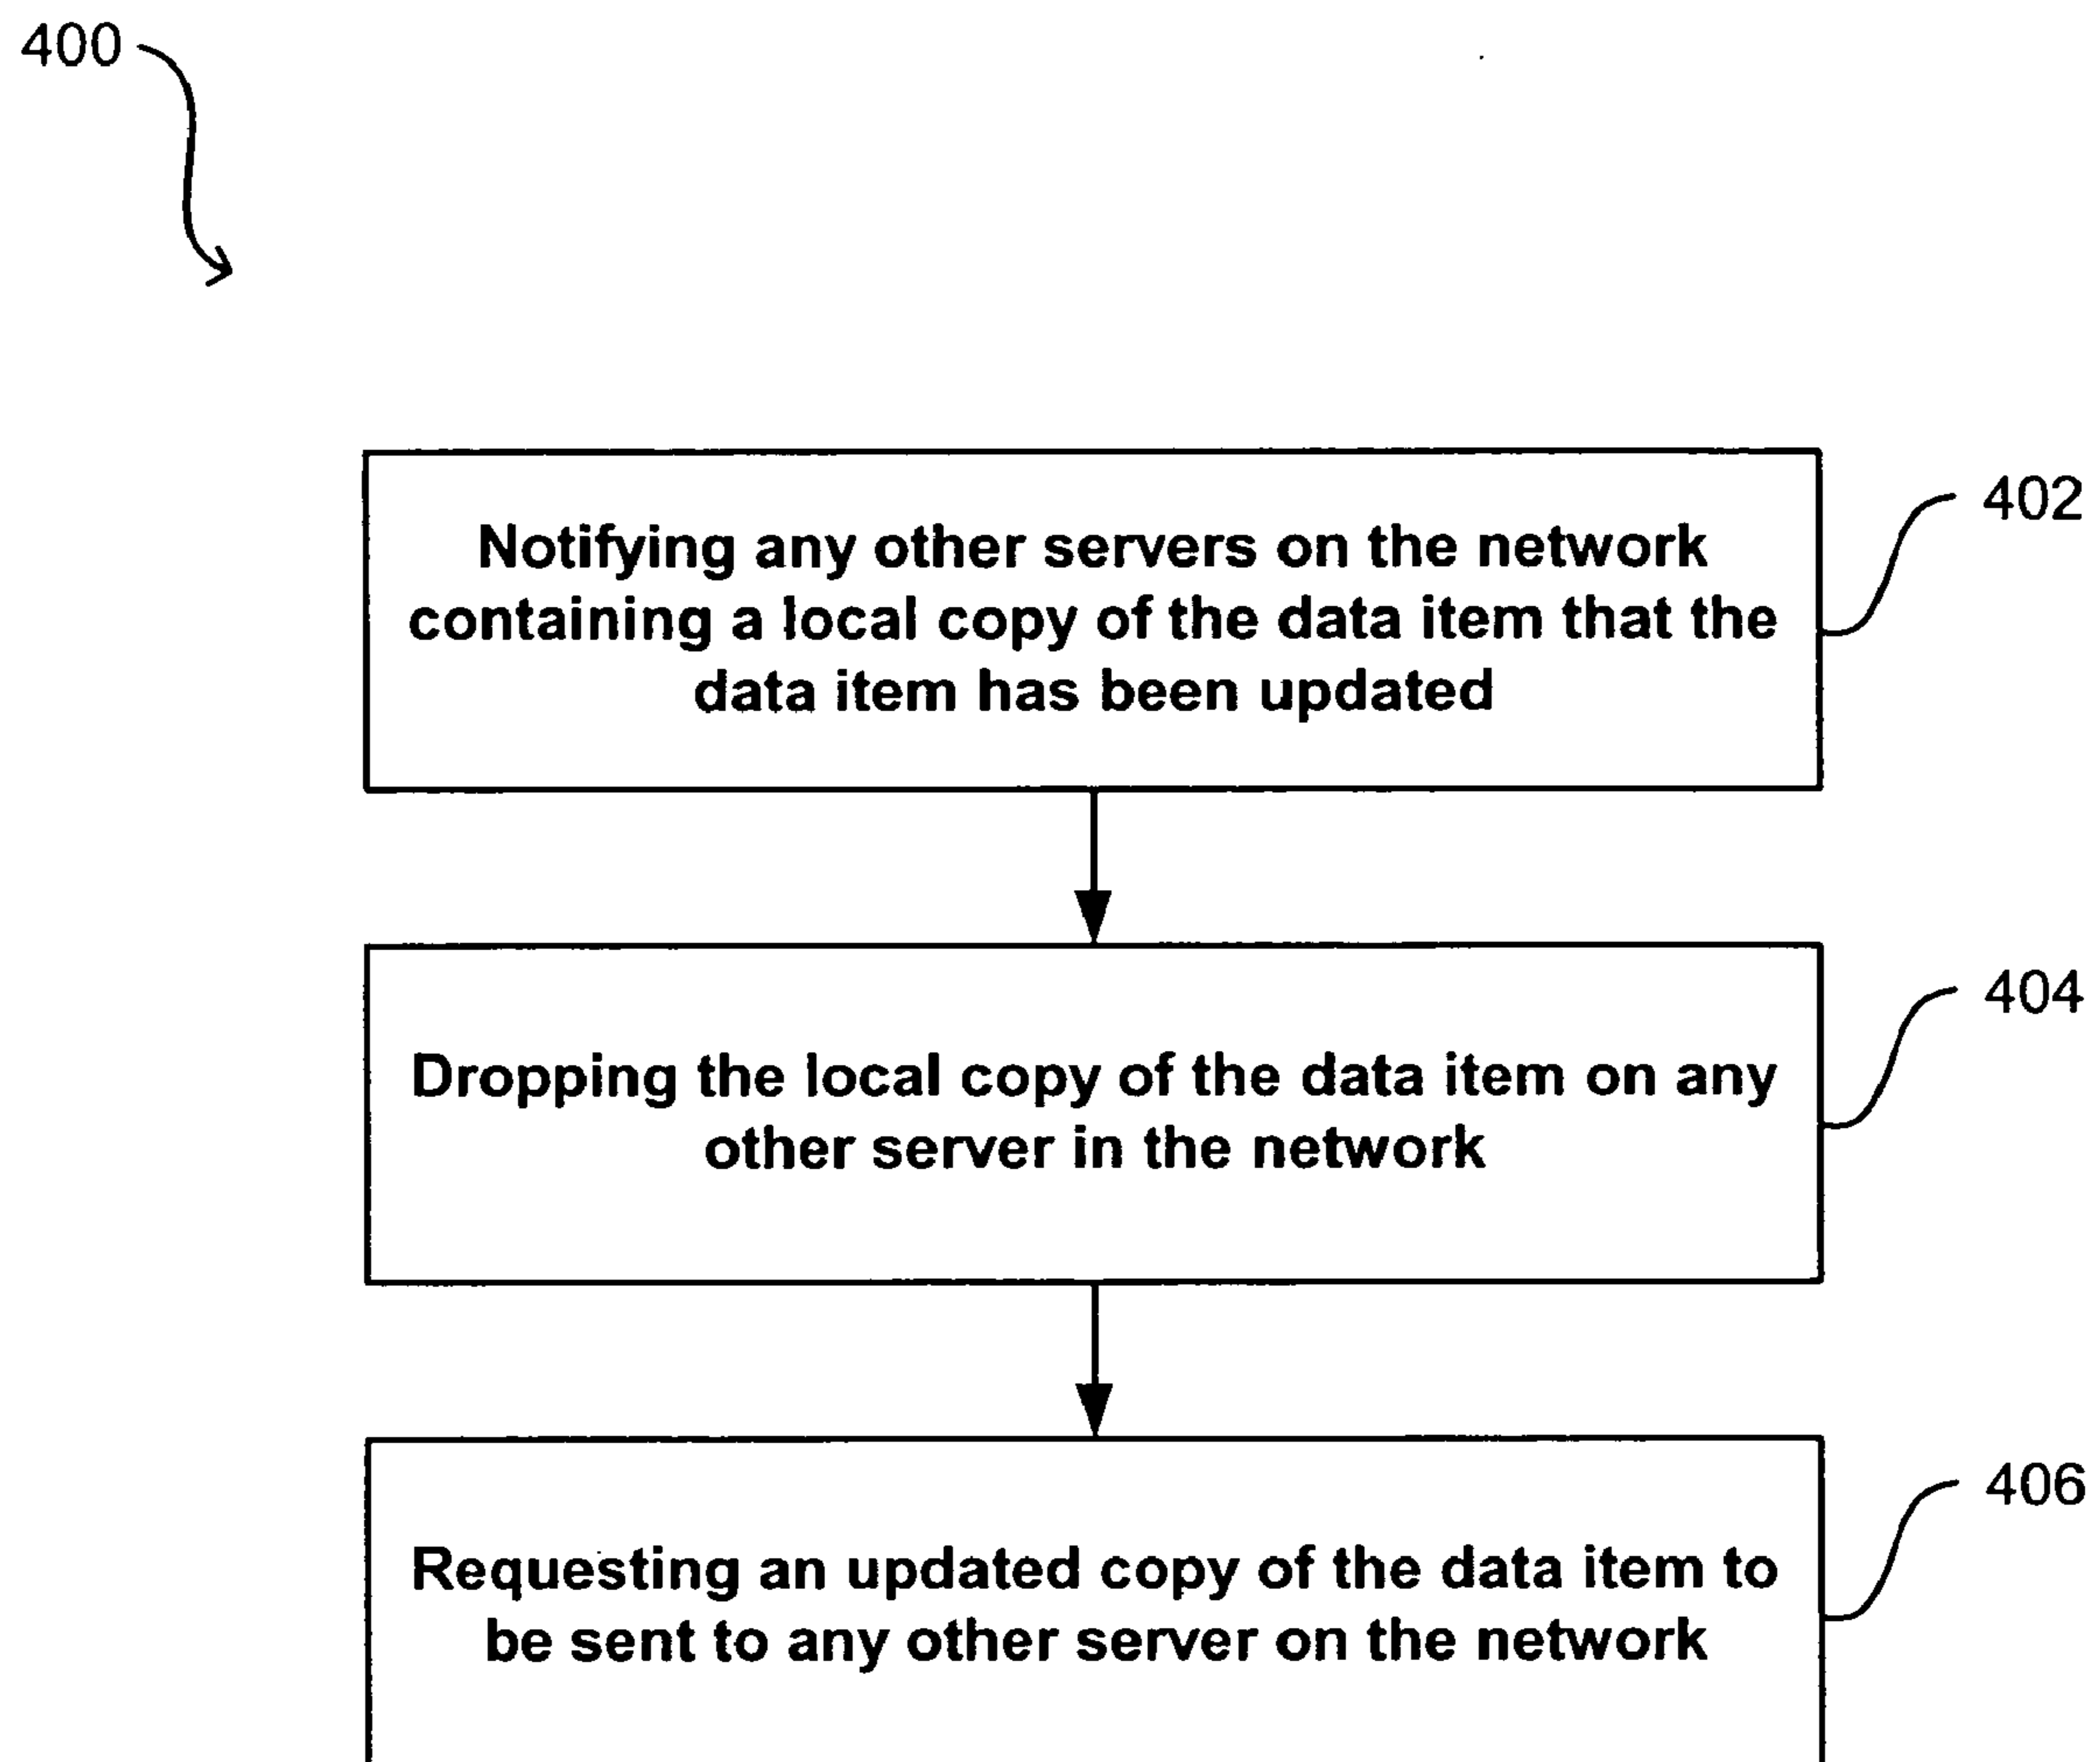 400
402
Notifying any other servers on the network
containing a local copy of the data item that the
data item has been updated
404
Dropping the local copy of the data item on any
other server in the network
406
Requesting an updated copy of the data item to
be sent to any other server on the network